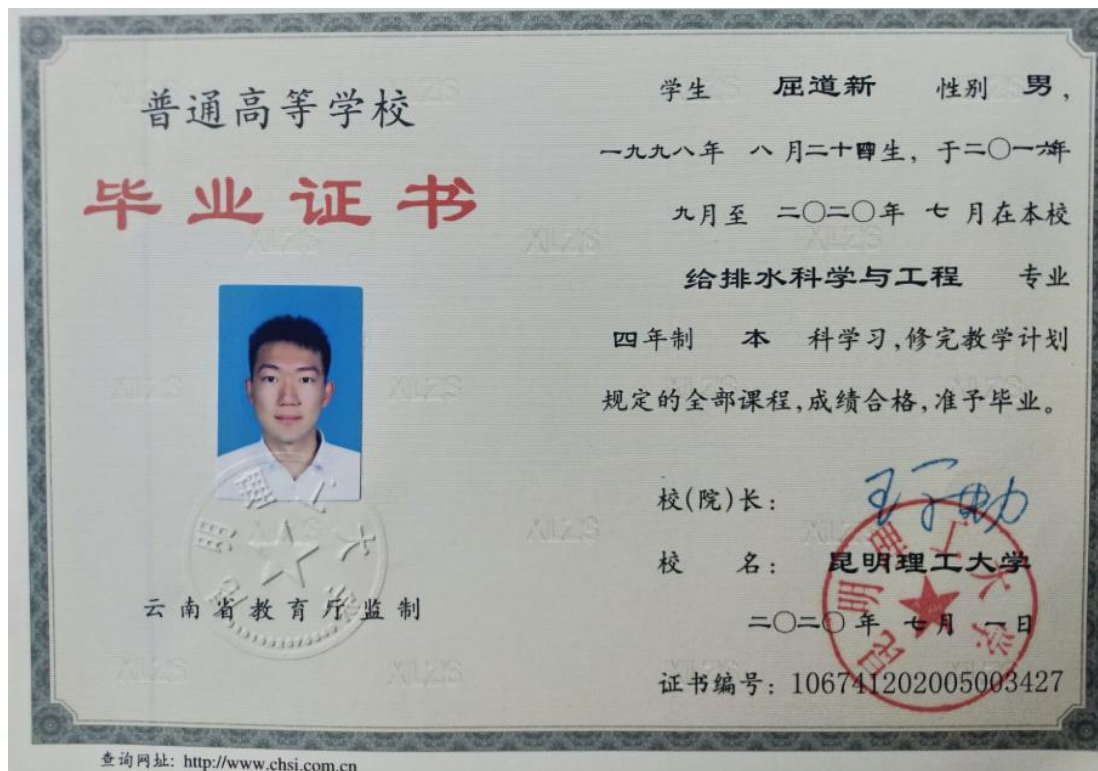 普通高等学校
毕业证书
云南省教育厅监制
学生 屈道新 性别 男,
一九九八年 八月二十四日生, 于二〇一六年
九月至 二〇二〇年 七月在本校
给排水科学与工程 专业
四年制 本 科学习,修完教学计划
规定的全部课程,成绩合格,准予毕业。
校(院)长:
校 名: 昆明理工大学
二〇二〇年 七月 一日
证书编号: 106741202005003427
昆明理工大学
查询网址: http://www.chsi.com.cn